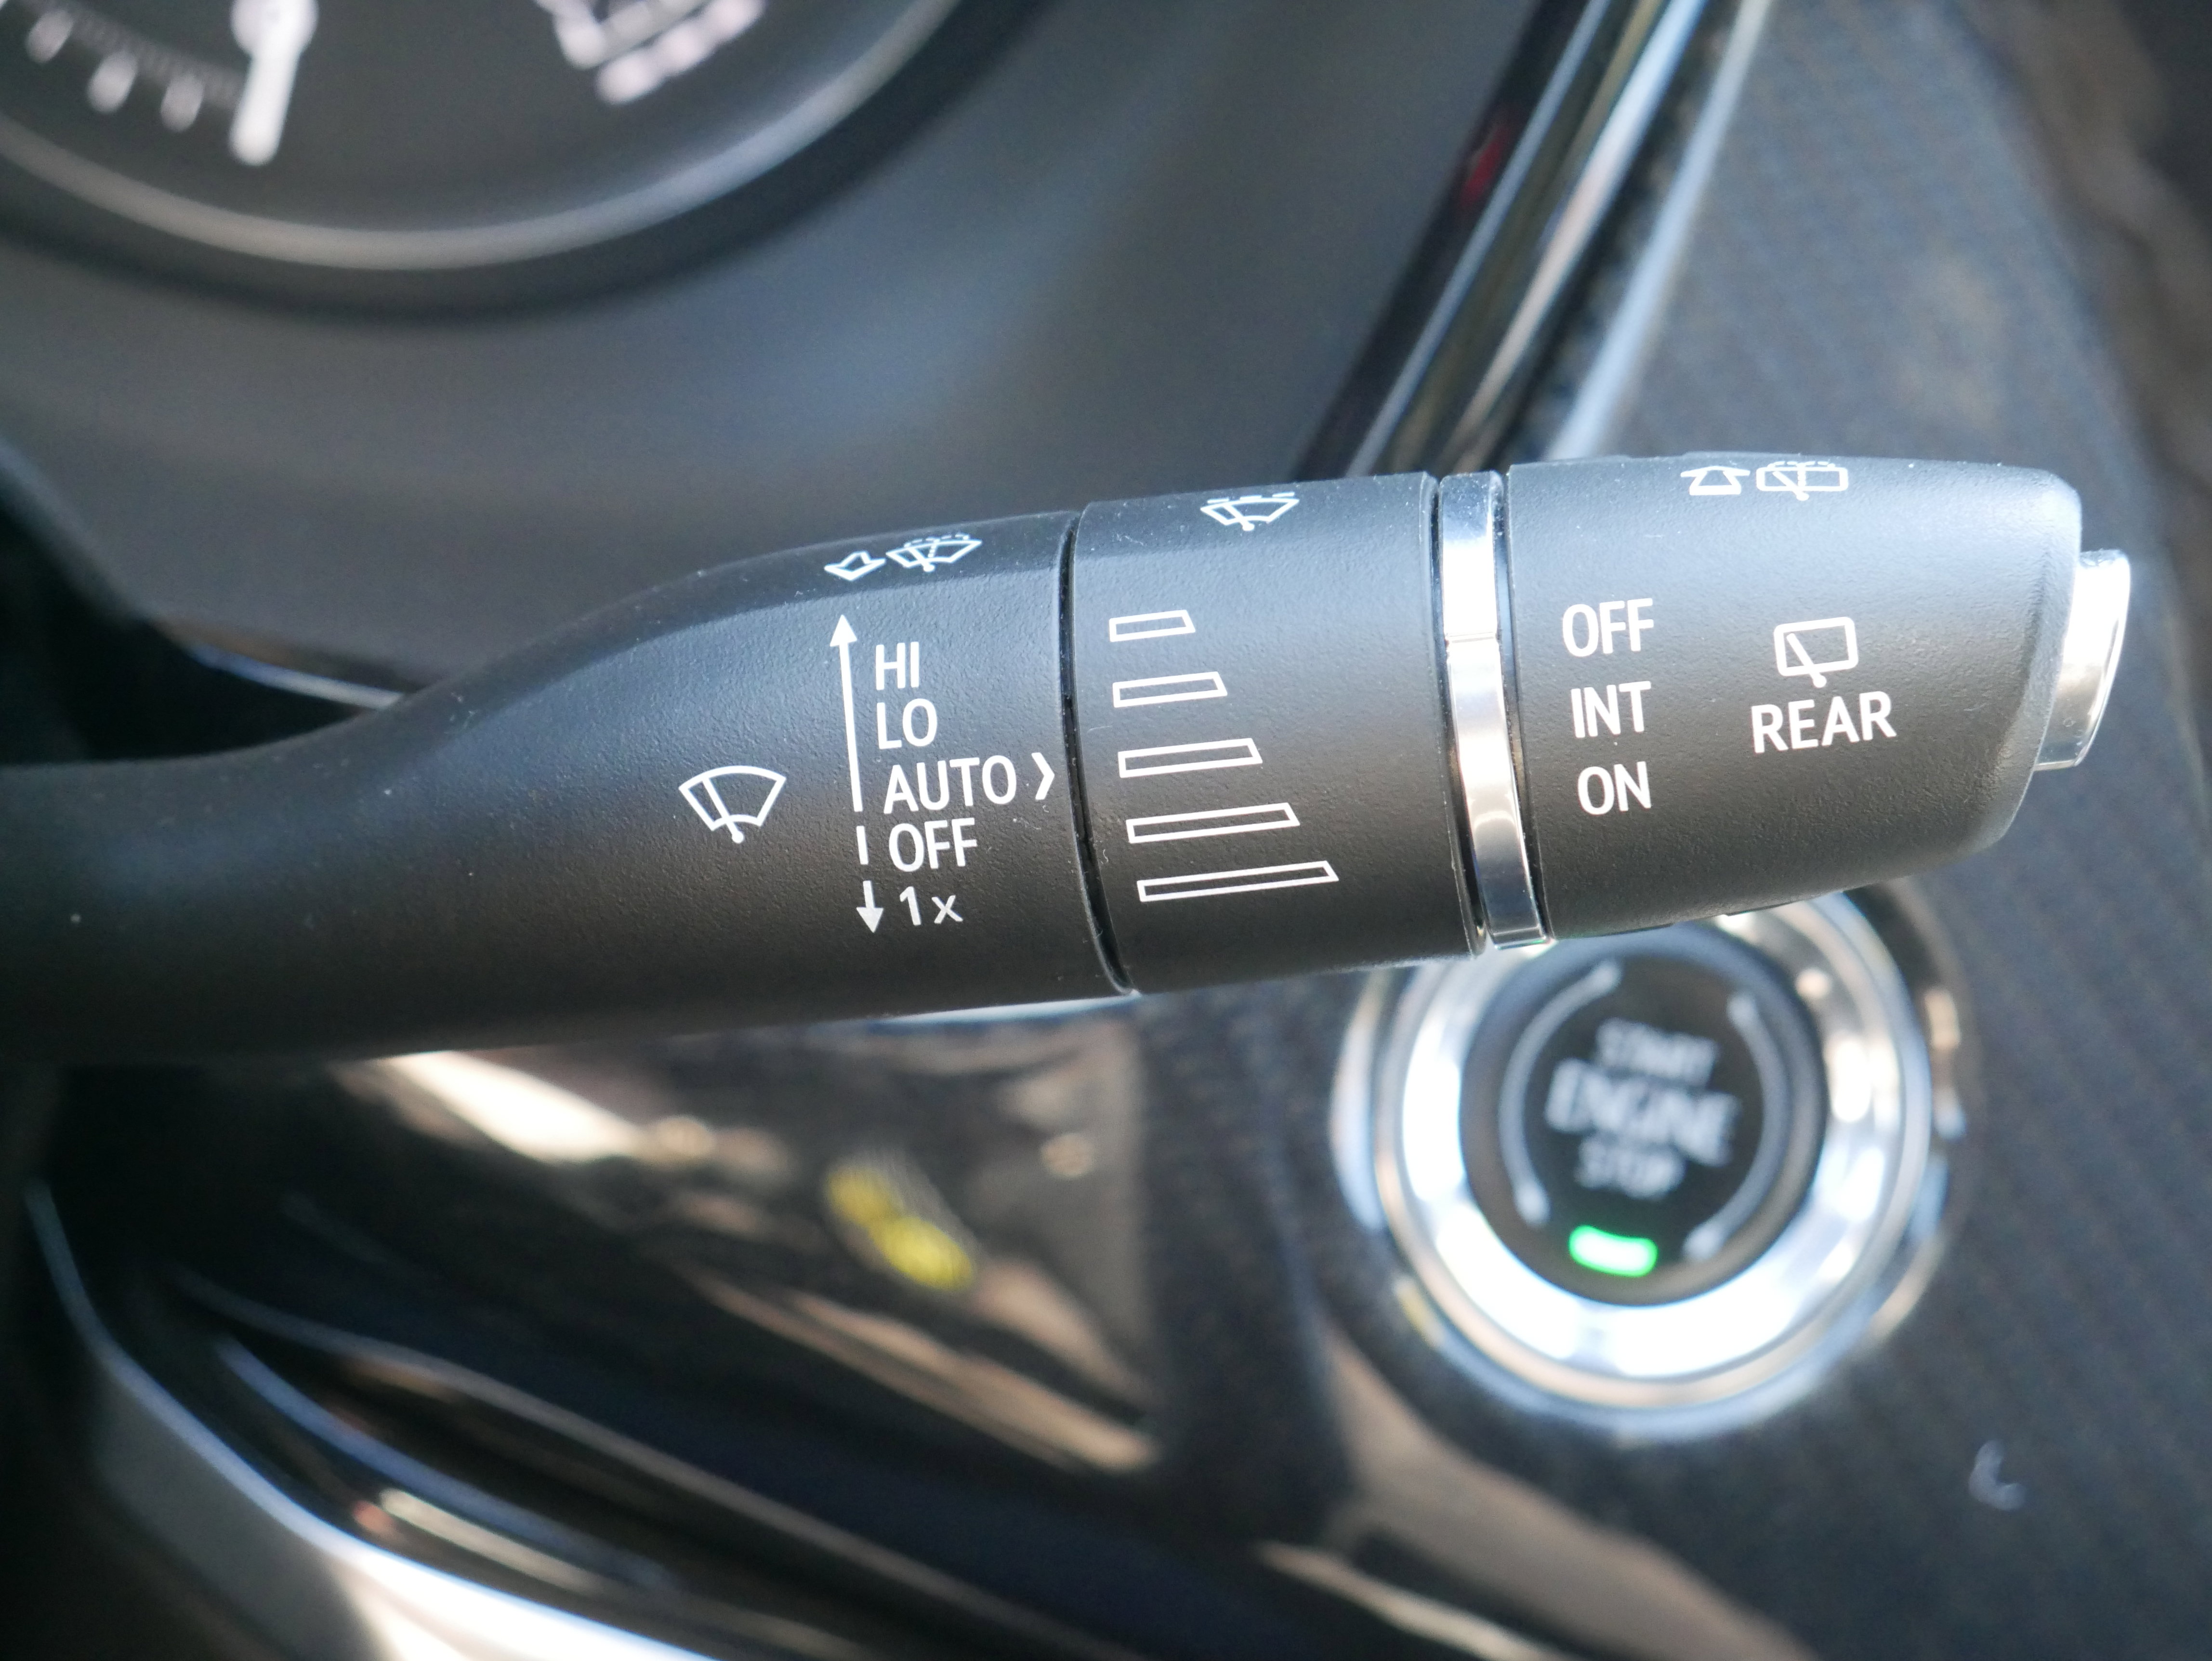 HI
LO
AUTO
OFF
1x
OFF
INT
ON
REAR
START
ENGINE
STOP